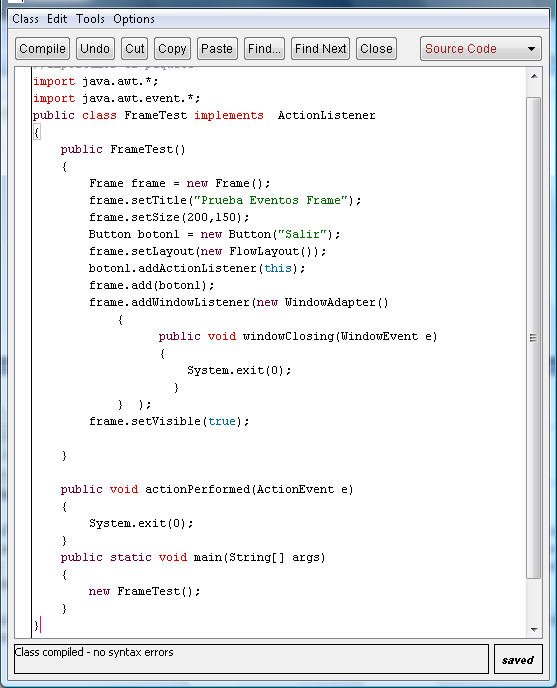 Class Edit Tools Options
Compile Undo Cut Copy Paste Find... Find Next Close Source Code
import java.awt.*;
import java.awt.event.*;
public class FrameTest implements  ActionListener
{
    public FrameTest()
    {
        Frame frame = new Frame();
        frame.setTitle("Prueba Eventos Frame");
        frame.setSize(200,150);
        Button boton1 = new Button("Salir");
        frame.setLayout(new FlowLayout());
        boton1.addActionListener(this);
        frame.add(boton1);
        frame.addWindowListener(new WindowAdapter()
            {
                  public void windowClosing(WindowEvent e)
                  {
                      System.exit(0);
                    }
            }  );
        frame.setVisible(true);
    }
    public void actionPerformed(ActionEvent e)
    {
        System.exit(0);
    }
    public static void main(String[] args)
    {
        new FrameTest();
    }
}
Class compiled - no syntax errors
saved